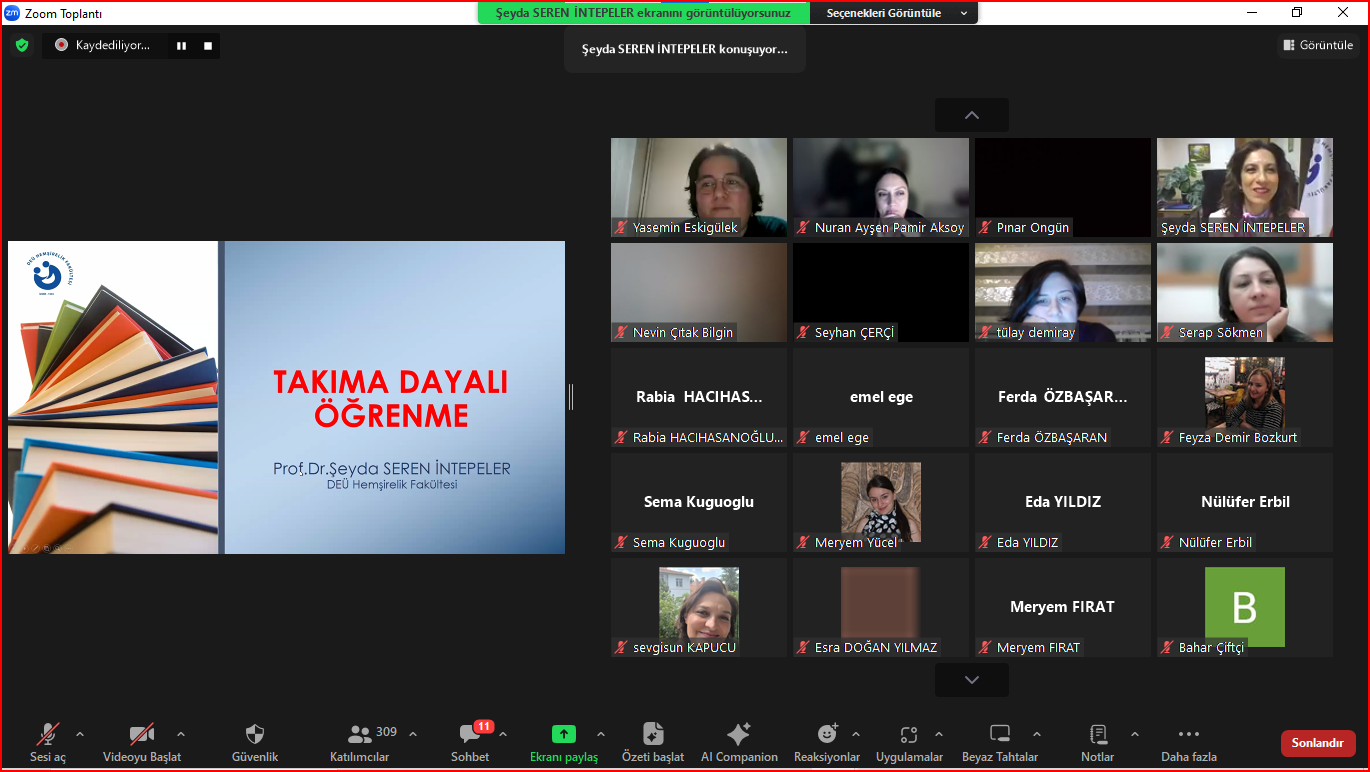 Zoom Toplantı
Şeyda SEREN İNTEPELER ekranını görüntülüyorsunuz
Seçenekleri Görüntüle
Kaydediliyor...
Şeyda SEREN İNTEPELER konuşuyor...
Görüntüle
DEÜ HEMŞİRELİK FAKÜLTESİ
TAKIMA DAYALI
ÖĞRENME
Prof.Dr.Şeyda SEREN İNTEPELER
DEÜ Hemşirelik Fakültesi
Yasemin Eskigülek
Nuran Ayşen Pamir Aksoy
Pınar Ongün
Şeyda SEREN İNTEPELER
Nevin Çıtak Bilgin
Seyhan ÇERÇİ
tülay demiray
Serap Sökmen
Rabia HACIHAS...
Rabia HACIHASANOĞLU...
emel ege
emel ege
Ferda ÖZBAŞAR...
Ferda ÖZBAŞARAN
Feyza Demir Bozkurt
Sema Kuguoglu
Sema Kuguoglu
Meryem Yücel
Eda YILDIZ
Eda YILDIZ
Nülüfer Erbil
Nülüfer Erbil
sevgisun KAPUCU
Esra DOĞAN YILMAZ
Meryem FIRAT
Meryem FIRAT
B
Bahar Çiftçi
Sesi aç
Videoyu Başlat
Güvenlik
309
Katılımcılar
11
Sohbet
Ekranı paylaş
Özeti başlat
AI Companion
Reaksiyonlar
Uygulamalar
Beyaz Tahtalar
Notlar
Daha fazla
Sonlandır